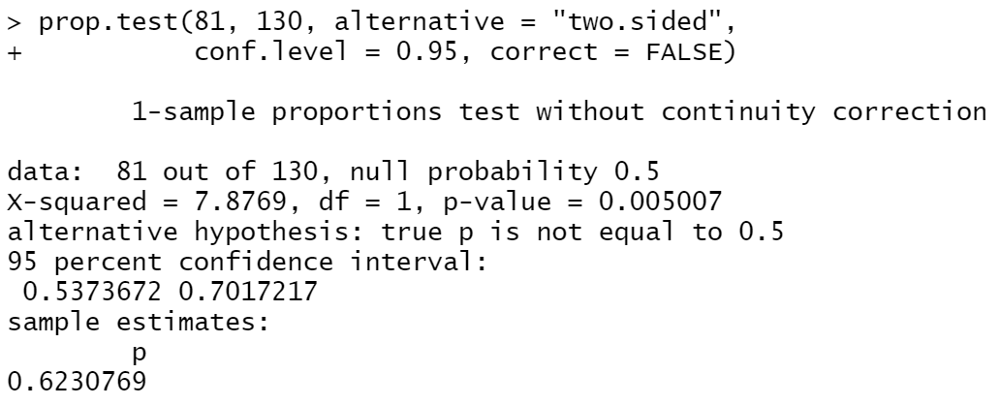 > prop.test(81, 130, alternative = "two.sided",
+           conf.level = 0.95, correct = FALSE)
1-sample proportions test without continuity correction
data:  81 out of 130, null probability 0.5
X-squared = 7.8769, df = 1, p-value = 0.005007
alternative hypothesis: true p is not equal to 0.5
95 percent confidence interval:
 0.5373672 0.7017217
sample estimates:
        p
0.6230769